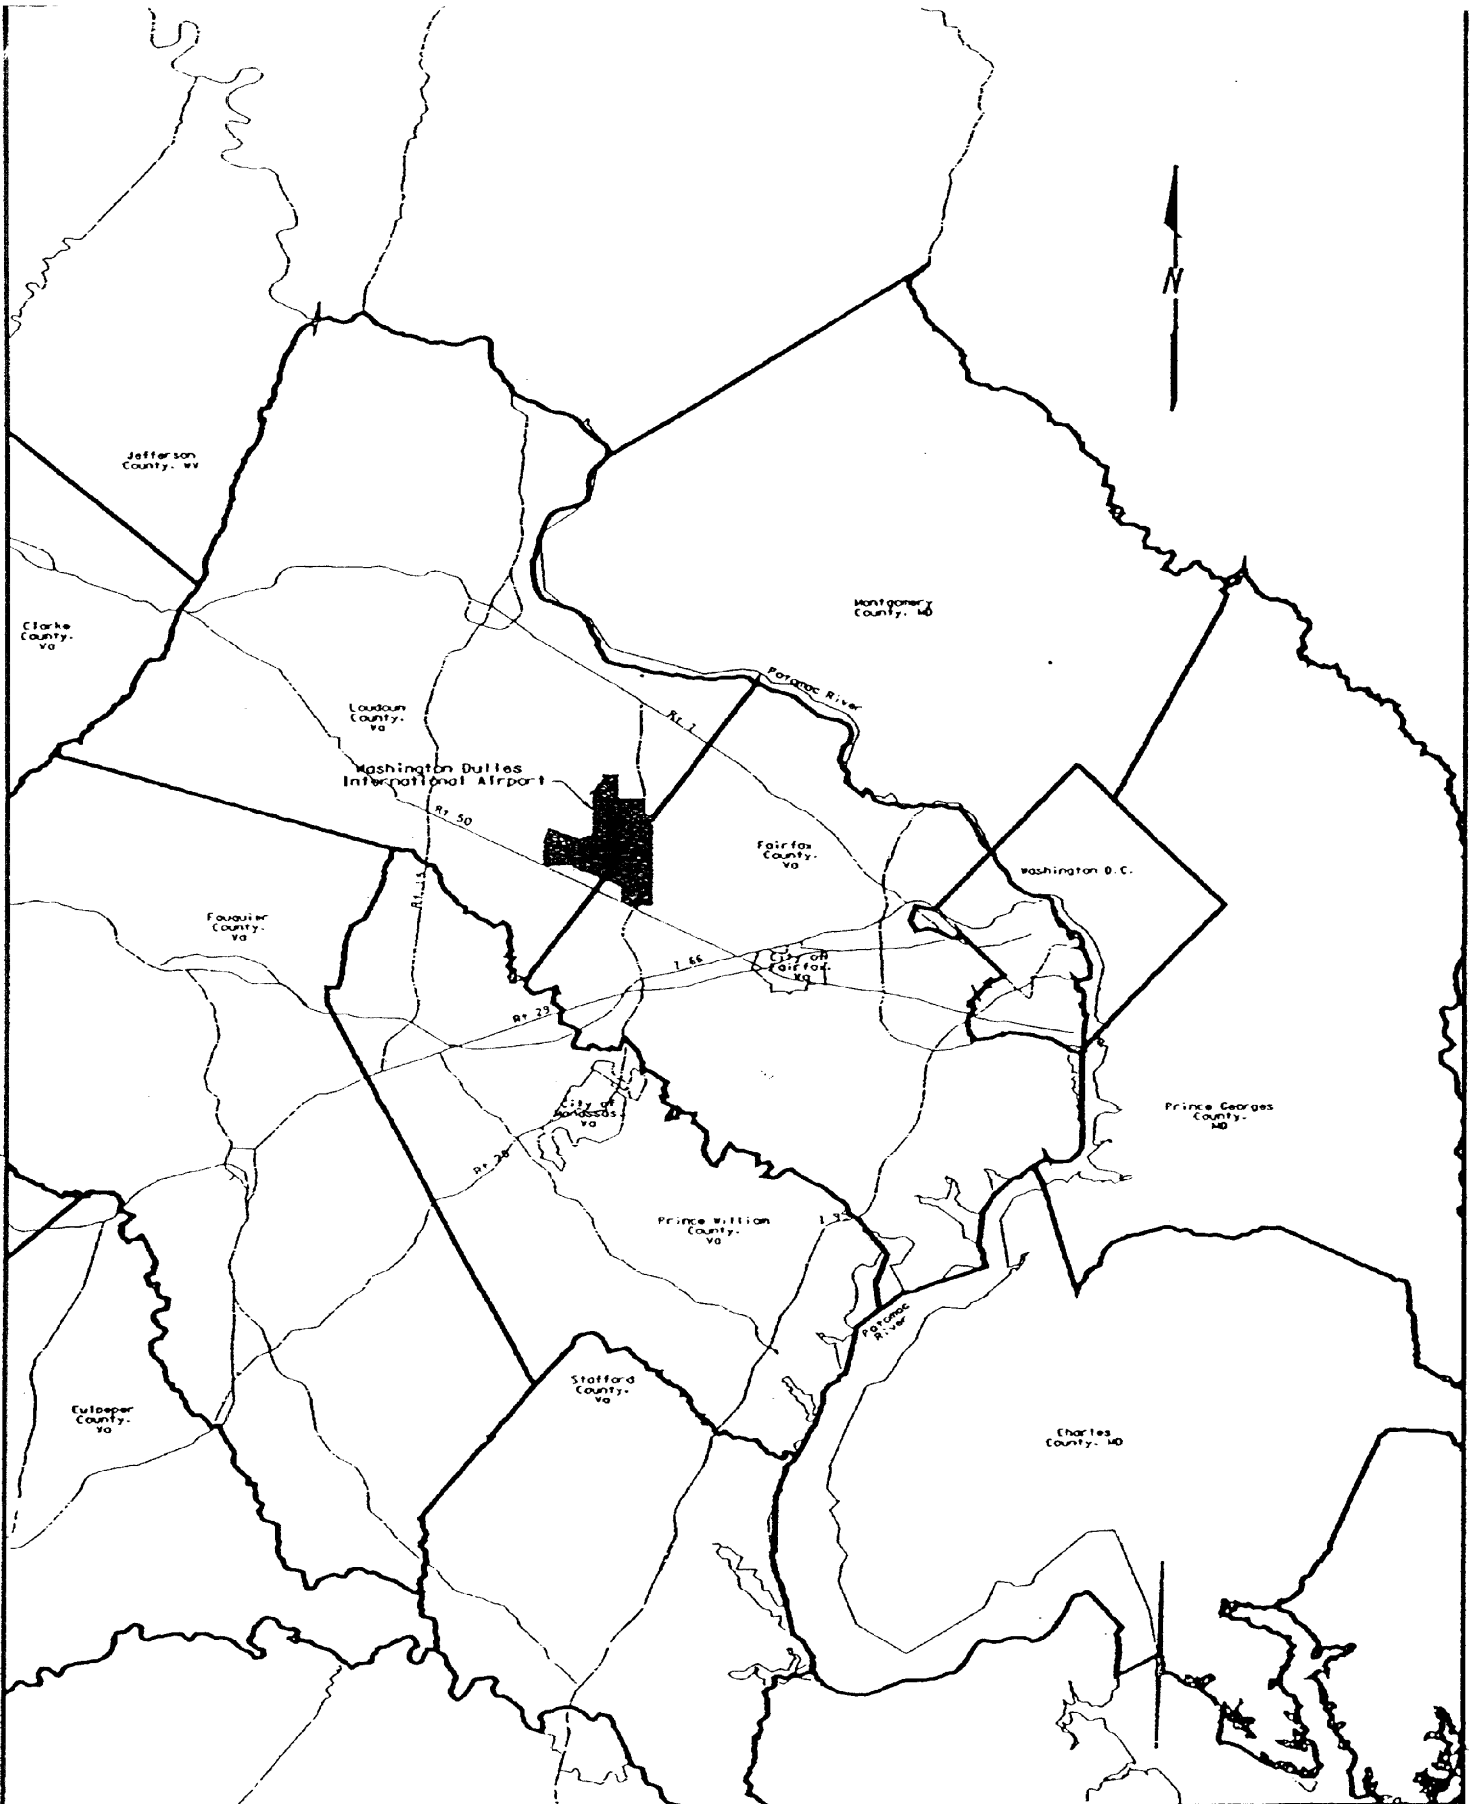 N
Jefferson
County. WV
Montgomery
County. MD
Clarke
County.
Va
Potomac River
Loudoun
County.
Va
Rt 7
Washington Dulles
International Airport
Rt 50
Fairfax
County.
Va
Washington D.C.
Rt 15
Fauquier
County.
Va
I 66
City of
Fairfax.
Va
Rt 29
City of
Manassas.
Va
Prince Georges
County.
MD
Rt 28
Prince William
County.
Va
I 95
Potomac
River
Stafford
County.
Va
Culpeper
County.
Va
Charles
County. MD